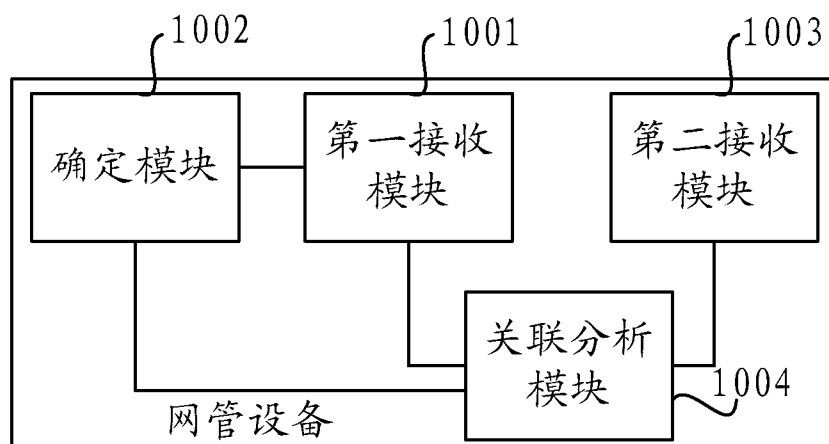 1002
1001
1003
确定模块
第一接收
模块
第二接收
模块
关联分析
模块
1004
网管设备